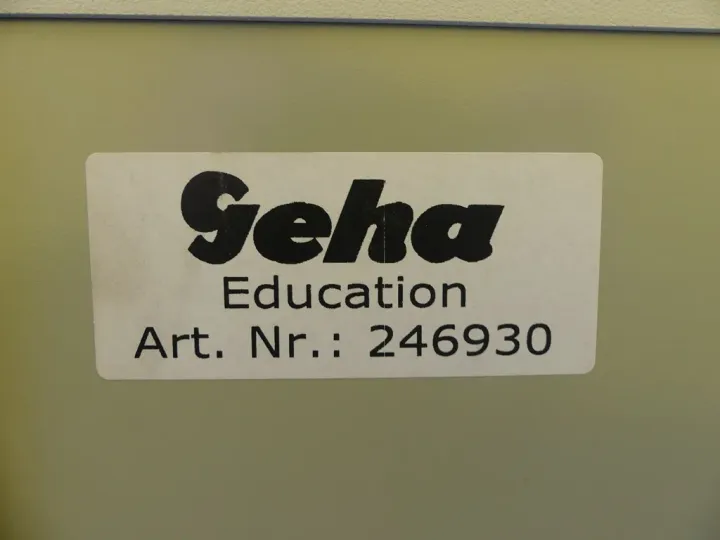 Geha
Education
Art. Nr.: 246930